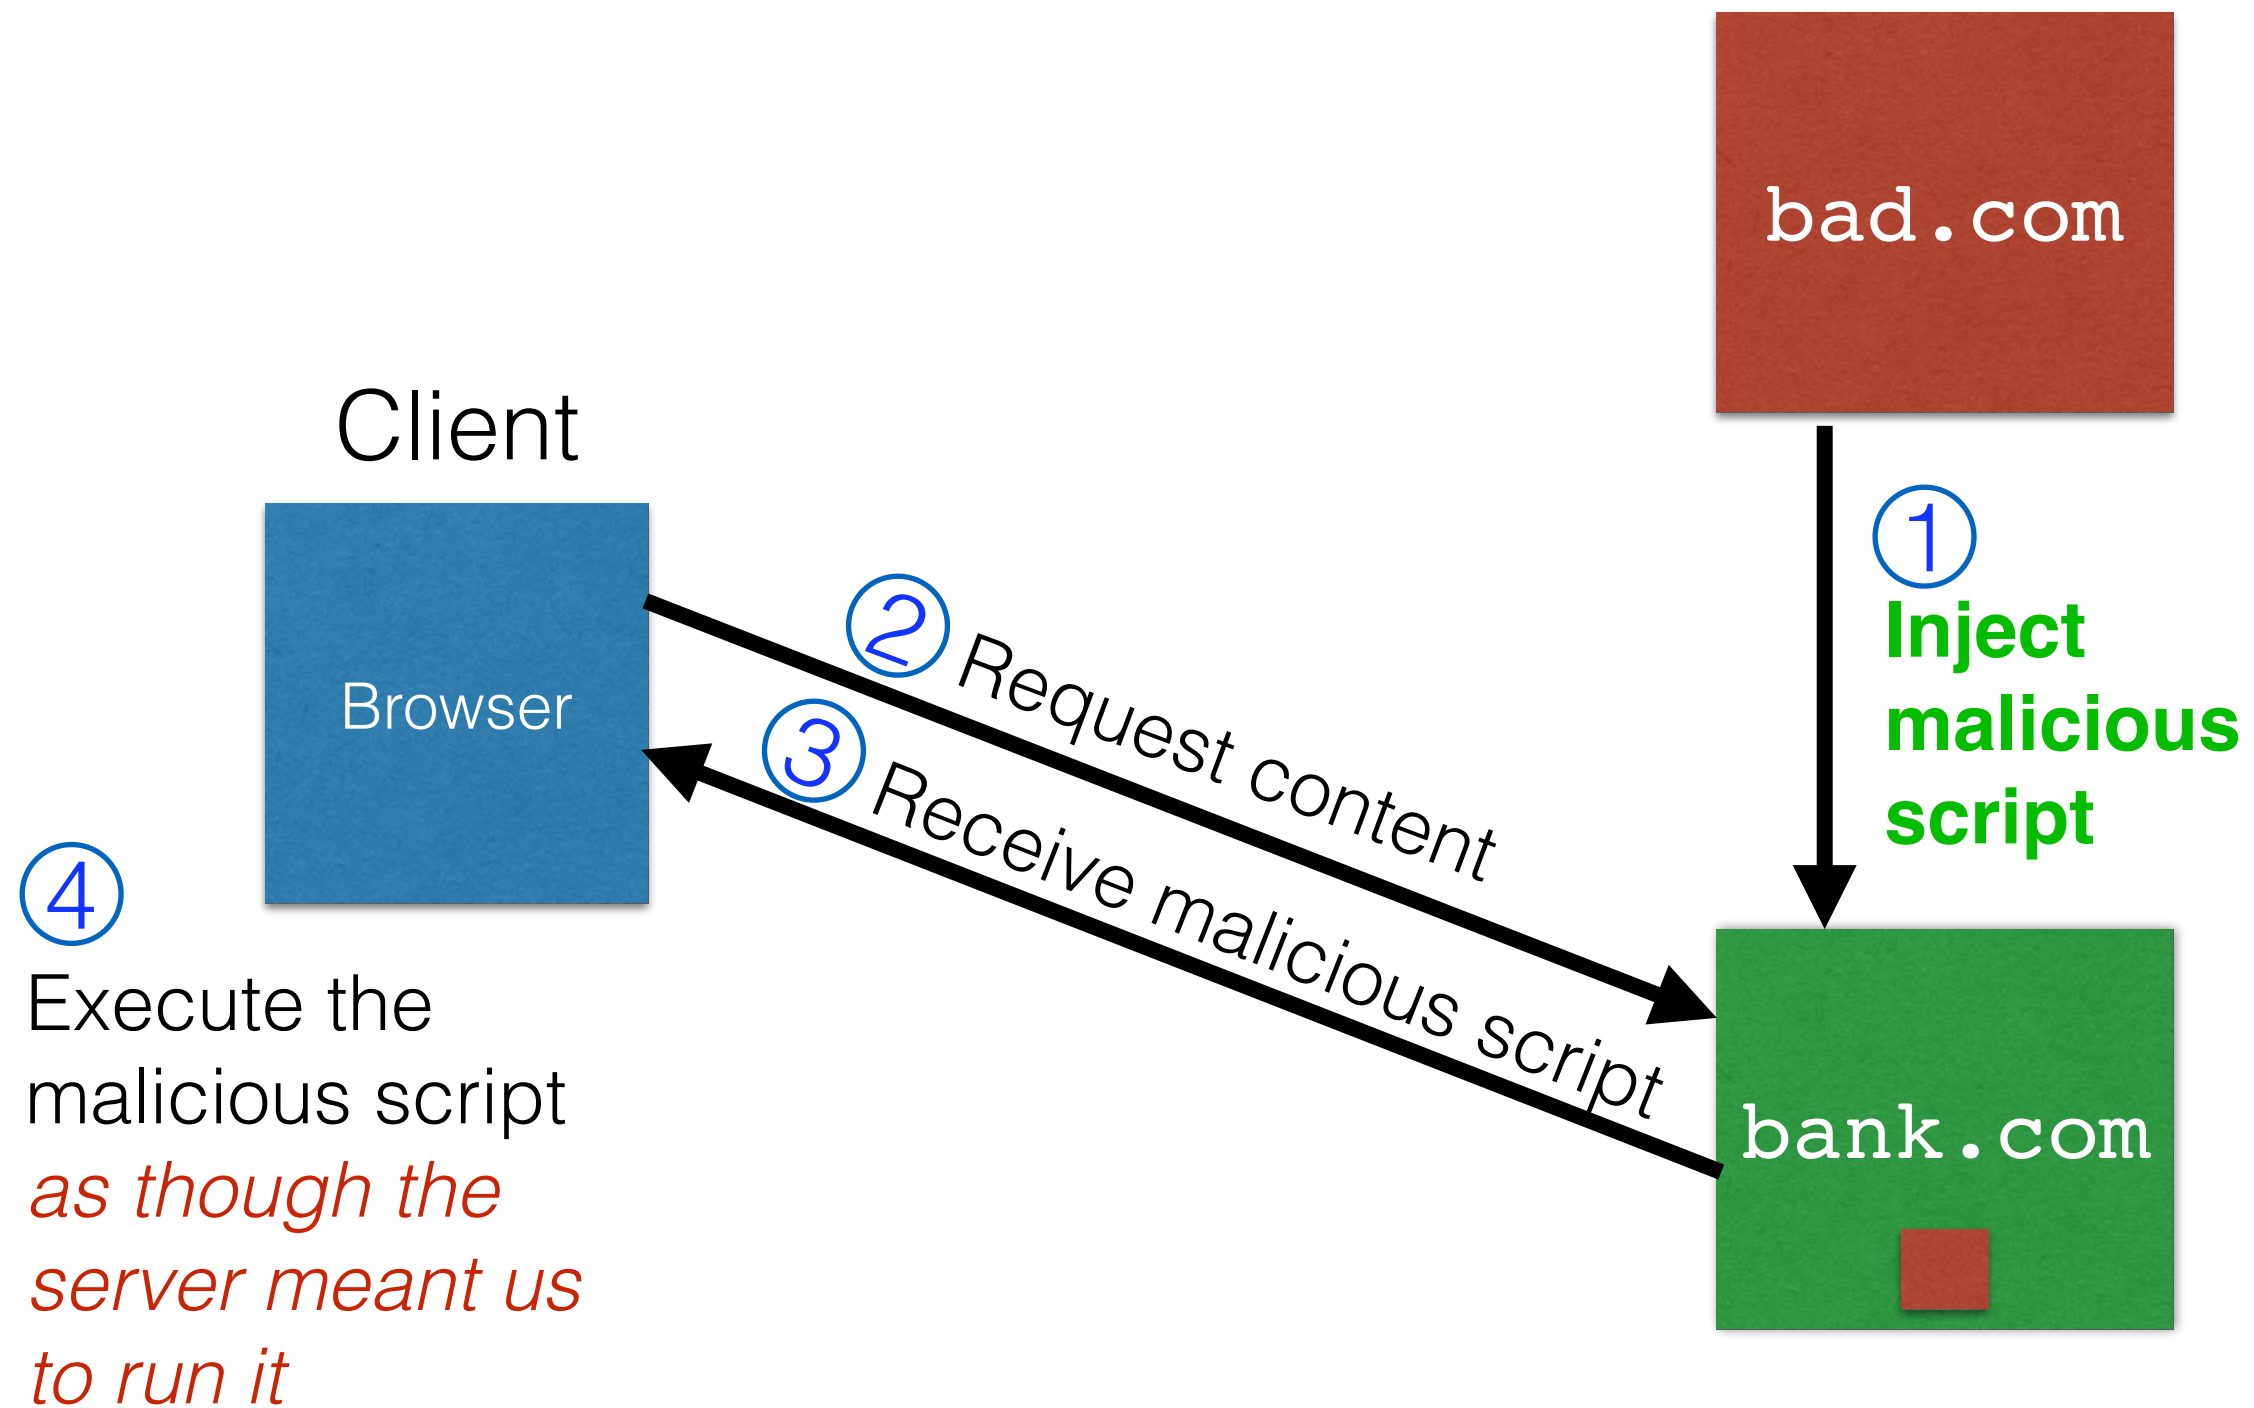 bad.com
Client
1
Inject
malicious
script
Browser
2 Request content
3 Receive malicious script
4
Execute the
malicious script
as though the
server meant us
to run it
bank.com